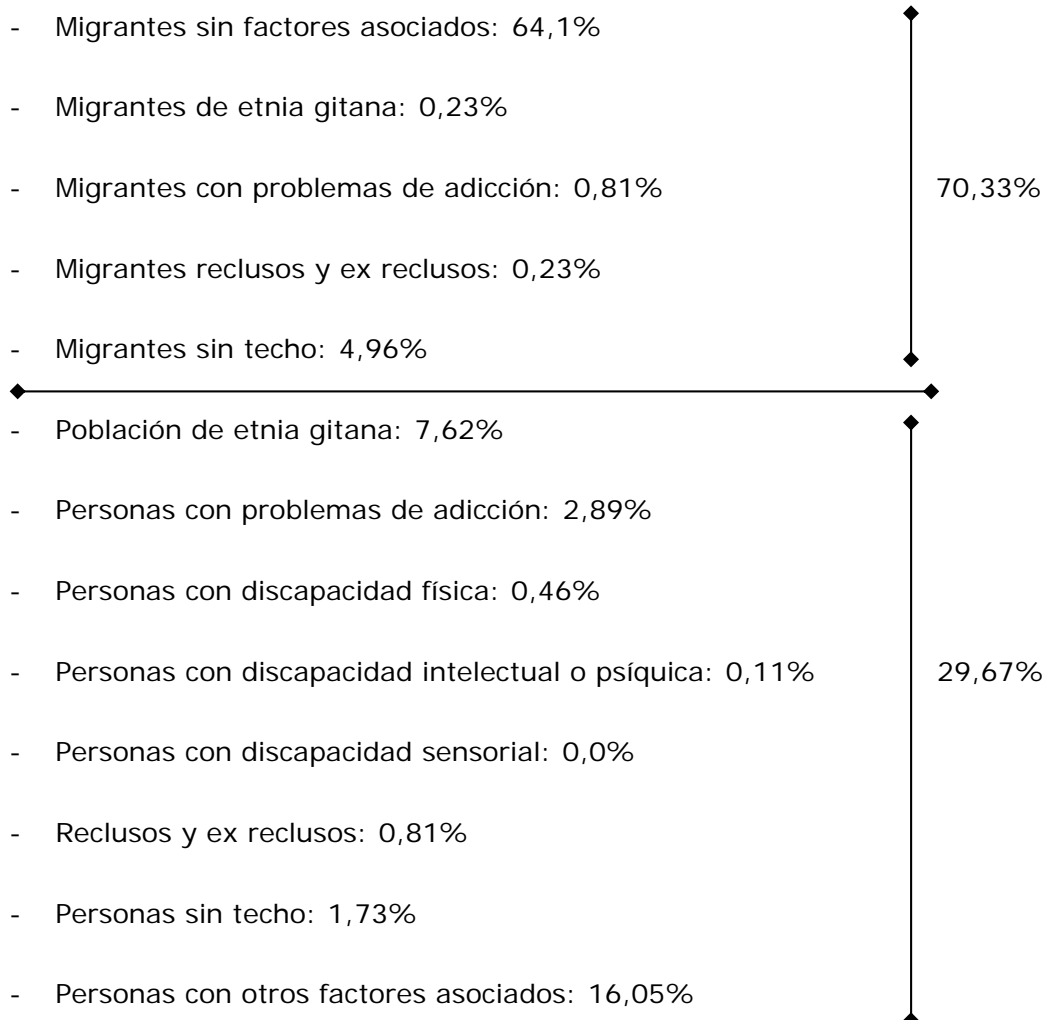 - Migrantes sin factores asociados: 64,1%
- Migrantes de etnia gitana: 0,23%
- Migrantes con problemas de adicción: 0,81%
70,33%
- Migrantes reclusos y ex reclusos: 0,23%
- Migrantes sin techo: 4,96%
- Población de etnia gitana: 7,62%
- Personas con problemas de adicción: 2,89%
- Personas con discapacidad física: 0,46%
- Personas con discapacidad intelectual o psíquica: 0,11%
29,67%
- Personas con discapacidad sensorial: 0,0%
- Reclusos y ex reclusos: 0,81%
- Personas sin techo: 1,73%
- Personas con otros factores asociados: 16,05%